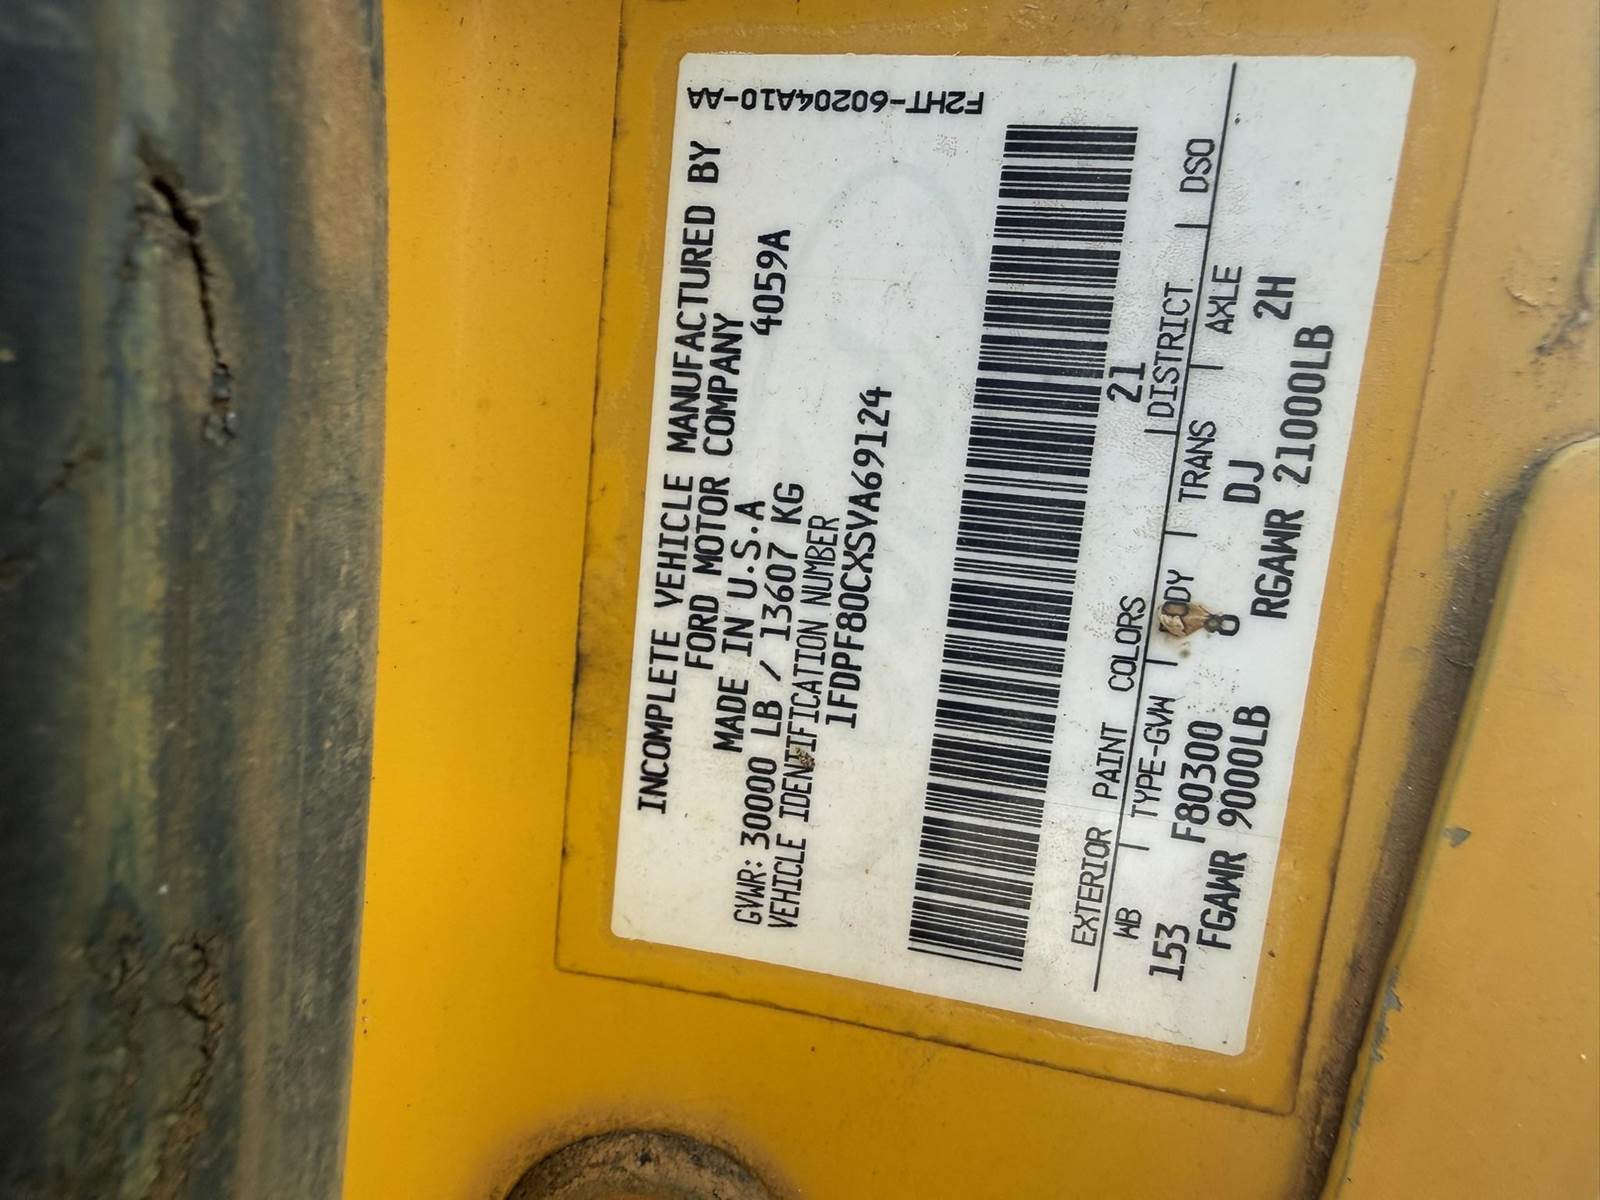 F2HT-60204A10-AA
INCOMPLETE VEHICLE MANUFACTURED BY
FORD MOTOR COMPANY
MADE IN U.S.A 4059A
GVWR: 30000 LB / 13607 KG
VEHICLE IDENTIFICATION NUMBER
1FDPF80CXSVA69124
21
EXTERIOR PAINT COLORS | DISTRICT | DSO
WB | TYPE-GVW | BODY | TRANS | AXLE
153 F80300 8 DJ 2H
FGAWR 9000LB RGAWR 21000LB